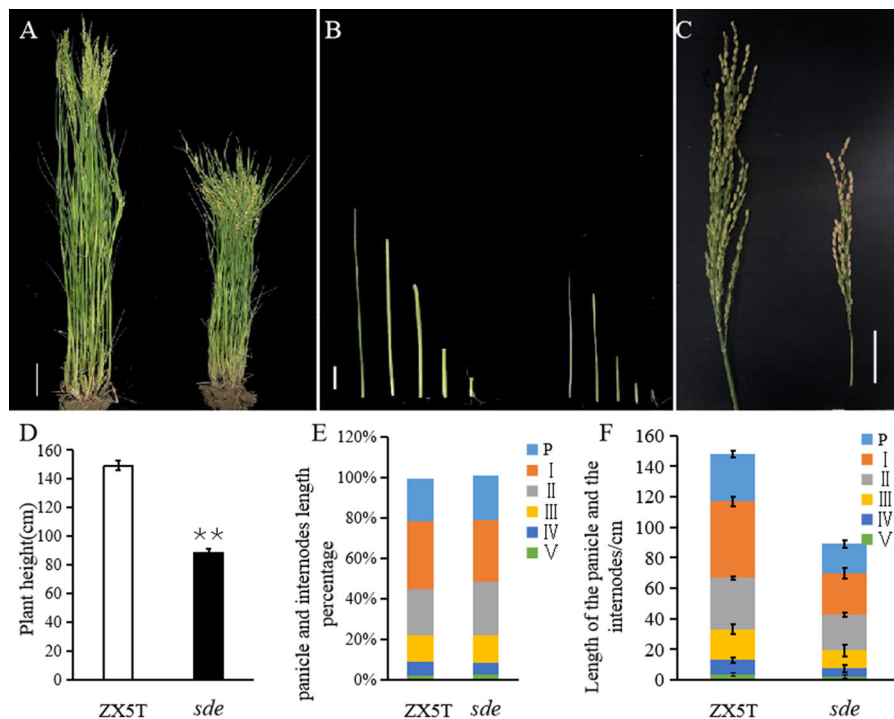 A
B
C
D
160
140
120
100
80
60
40
20
0
Plant height(cm)
**
ZX5T
sde
E
120%
100%
80%
60%
40%
20%
0%
panicle and internodes length
percentage
P
Ⅰ
Ⅱ
Ⅲ
Ⅳ
Ⅴ
ZX5T
sde
F
160
140
120
100
80
60
40
20
0
Length of the panicle and the
internodes/cm
P
Ⅰ
Ⅱ
Ⅲ
Ⅳ
Ⅴ
ZX5T
sde